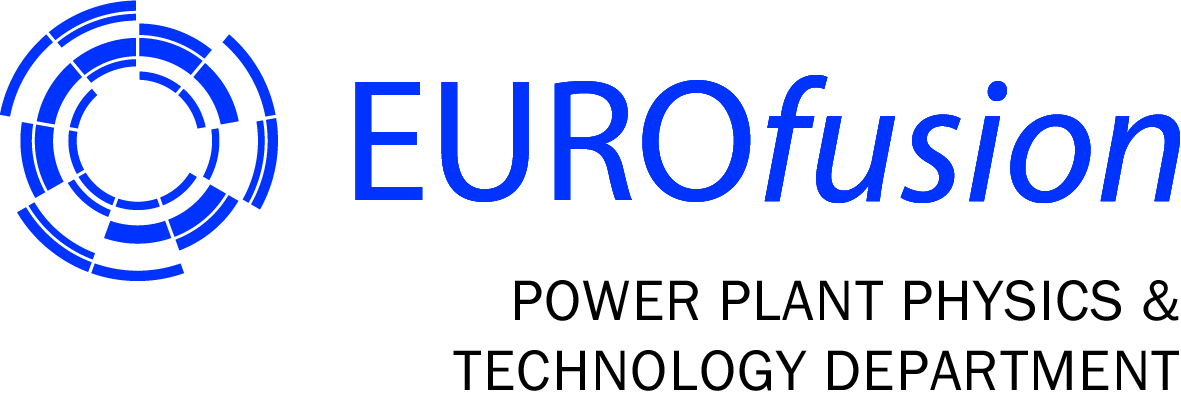 EUROfusion
POWER PLANT PHYSICS &
TECHNOLOGY DEPARTMENT